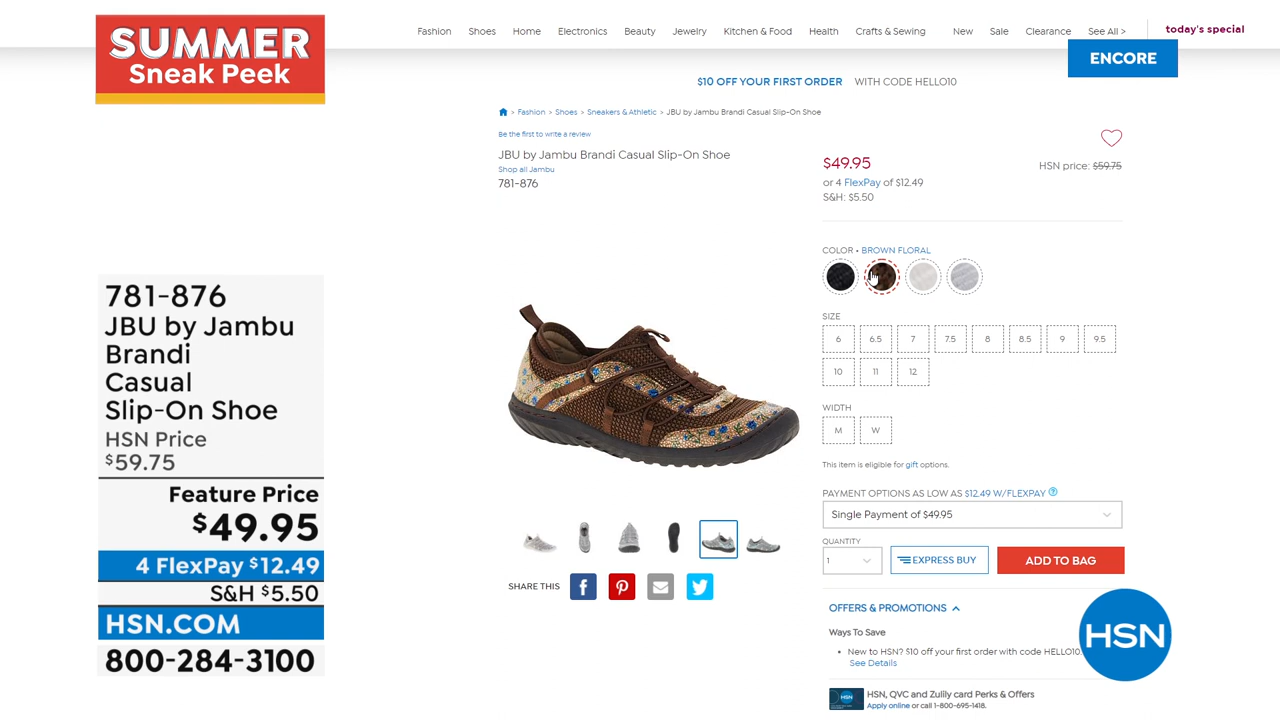 SUMMER
Sneak Peek
Fashion Shoes Home Electronics Beauty Jewelry Kitchen & Food Health Crafts & Sewing New Sale Clearance See All > today's special
ENCORE
$10 OFF YOUR FIRST ORDER WITH CODE HELLO10
> Fashion > Shoes > Sneakers & Athletic > JBU by Jambu Brandi Casual Slip-On Shoe
Be the first to write a review
JBU by Jambu Brandi Casual Slip-On Shoe
Shop all Jambu
781-876
$49.95
HSN price: $59.75
or 4 FlexPay of $12.49
S&H: $5.50
COLOR • BROWN FLORAL
SIZE
6 6.5 7 7.5 8 8.5 9 9.5
10 11 12
WIDTH
M W
This item is eligible for gift options.
PAYMENT OPTIONS AS LOW AS $12.49 W/FLEXPAY ?
Single Payment of $49.95
QUANTITY
1 EXPRESS BUY ADD TO BAG
SHARE THIS
OFFERS & PROMOTIONS
Ways To Save
• New to HSN? $10 off your first order with code HELLO10.
See Details
HSN, QVC and Zulily card Perks & Offers
Apply online or call 1-800-695-1418.
HSN
781-876
JBU by Jambu
Brandi
Casual
Slip-On Shoe
HSN Price
$59.75
Feature Price
$49.95
4 FlexPay $12.49
S&H $5.50
HSN.COM
800-284-3100